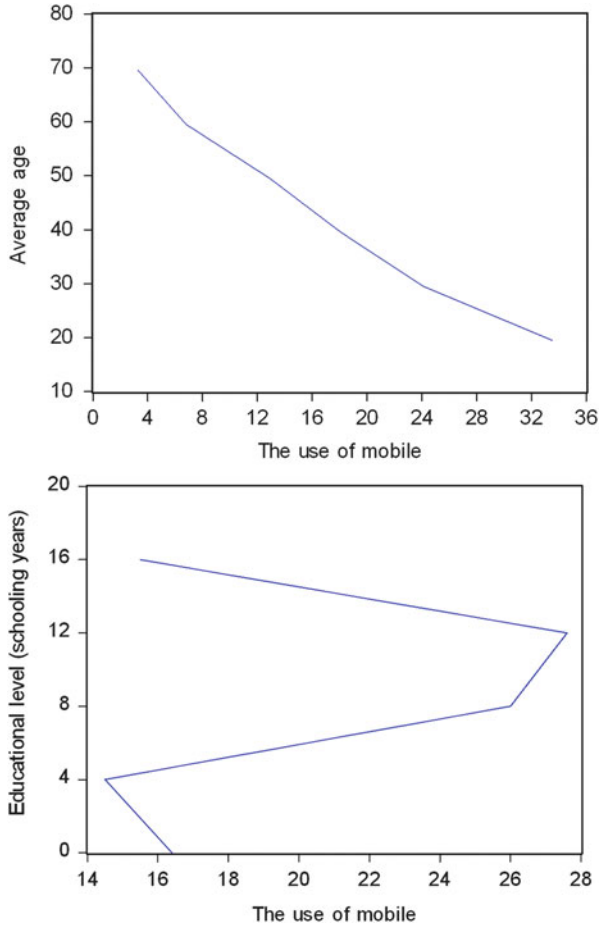 80
70
60
50
40
30
20
10
Average age
0 4 8 12 16 20 24 28 32 36
The use of mobile
20
16
12
8
4
0
Educational level (schooling years)
14 16 18 20 22 24 26 28
The use of mobile